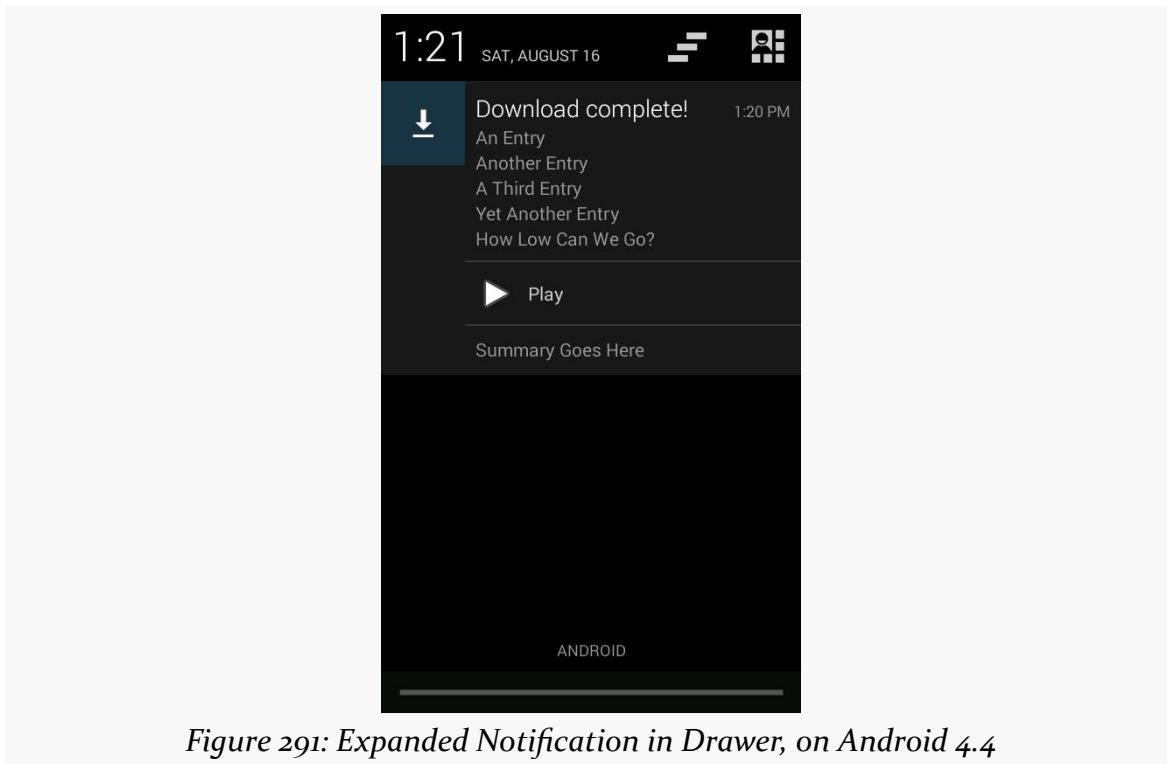 1:21 SAT, AUGUST 16
Download complete! 1:20 PM
An Entry
Another Entry
A Third Entry
Yet Another Entry
How Low Can We Go?
Play
Summary Goes Here
ANDROID
Figure 291: Expanded Notification in Drawer, on Android 4.4